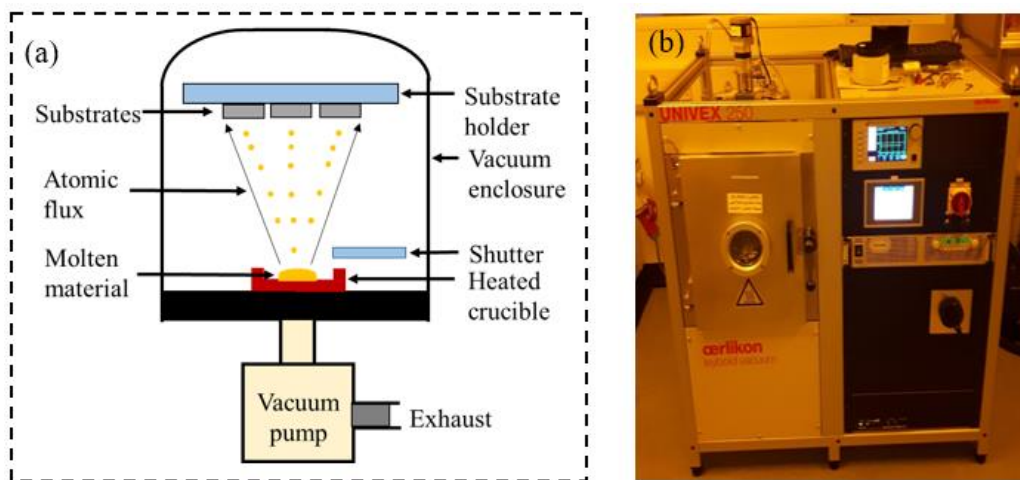 (a)
Substrates
Substrate
holder
Vacuum
enclosure
Atomic
flux
Shutter
Molten
material
Heated
crucible
Vacuum
pump
Exhaust
(b)
UNIVEX 250
œrlikon
leybold vacuum